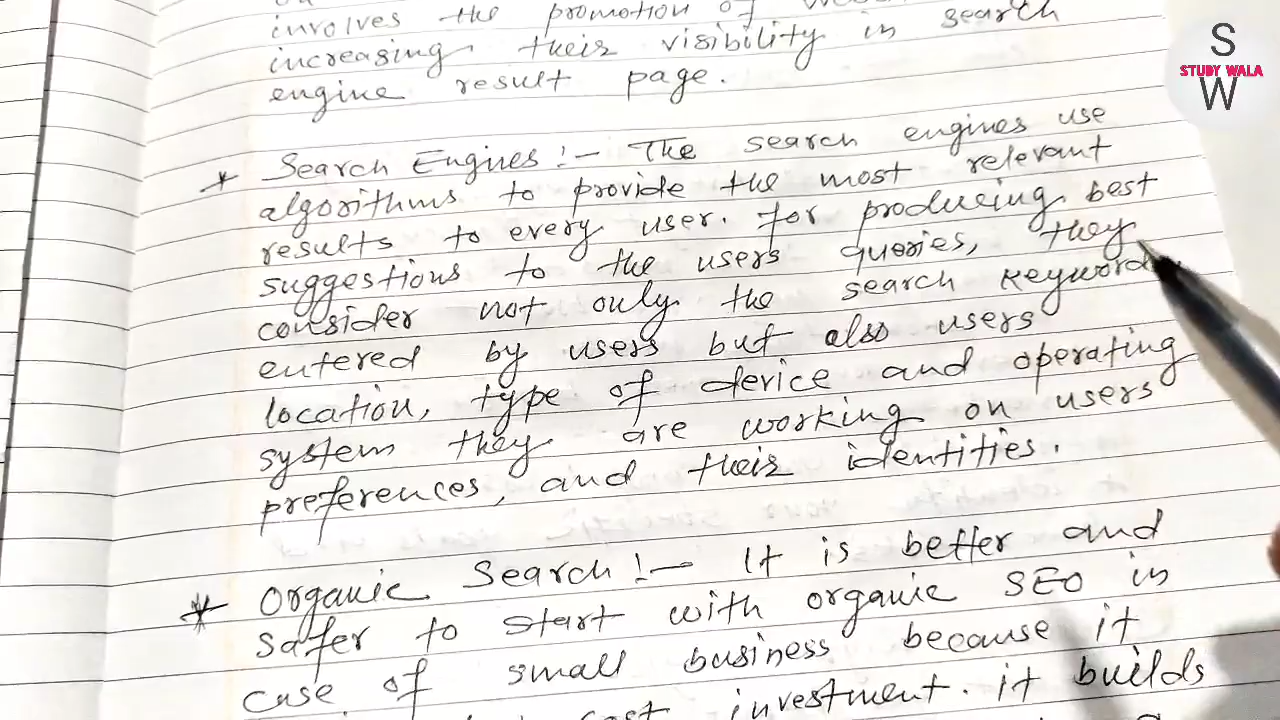 involves the promotion of
increasing their visibility in search
engine result page.
* Search Engines :- The search engines use
algorithms to provide the most relevant
results to every user. for producing best
suggestions to the users queries, they
consider not only the search keywords
entered by users but also users
location, type of device and operating
system they are working on users
preferences, and their identities.
* Organic Search :- It is better and
safer to start with organic SEO in
case of small business because it
cost investment. it builds
S
STUDY WALA
W